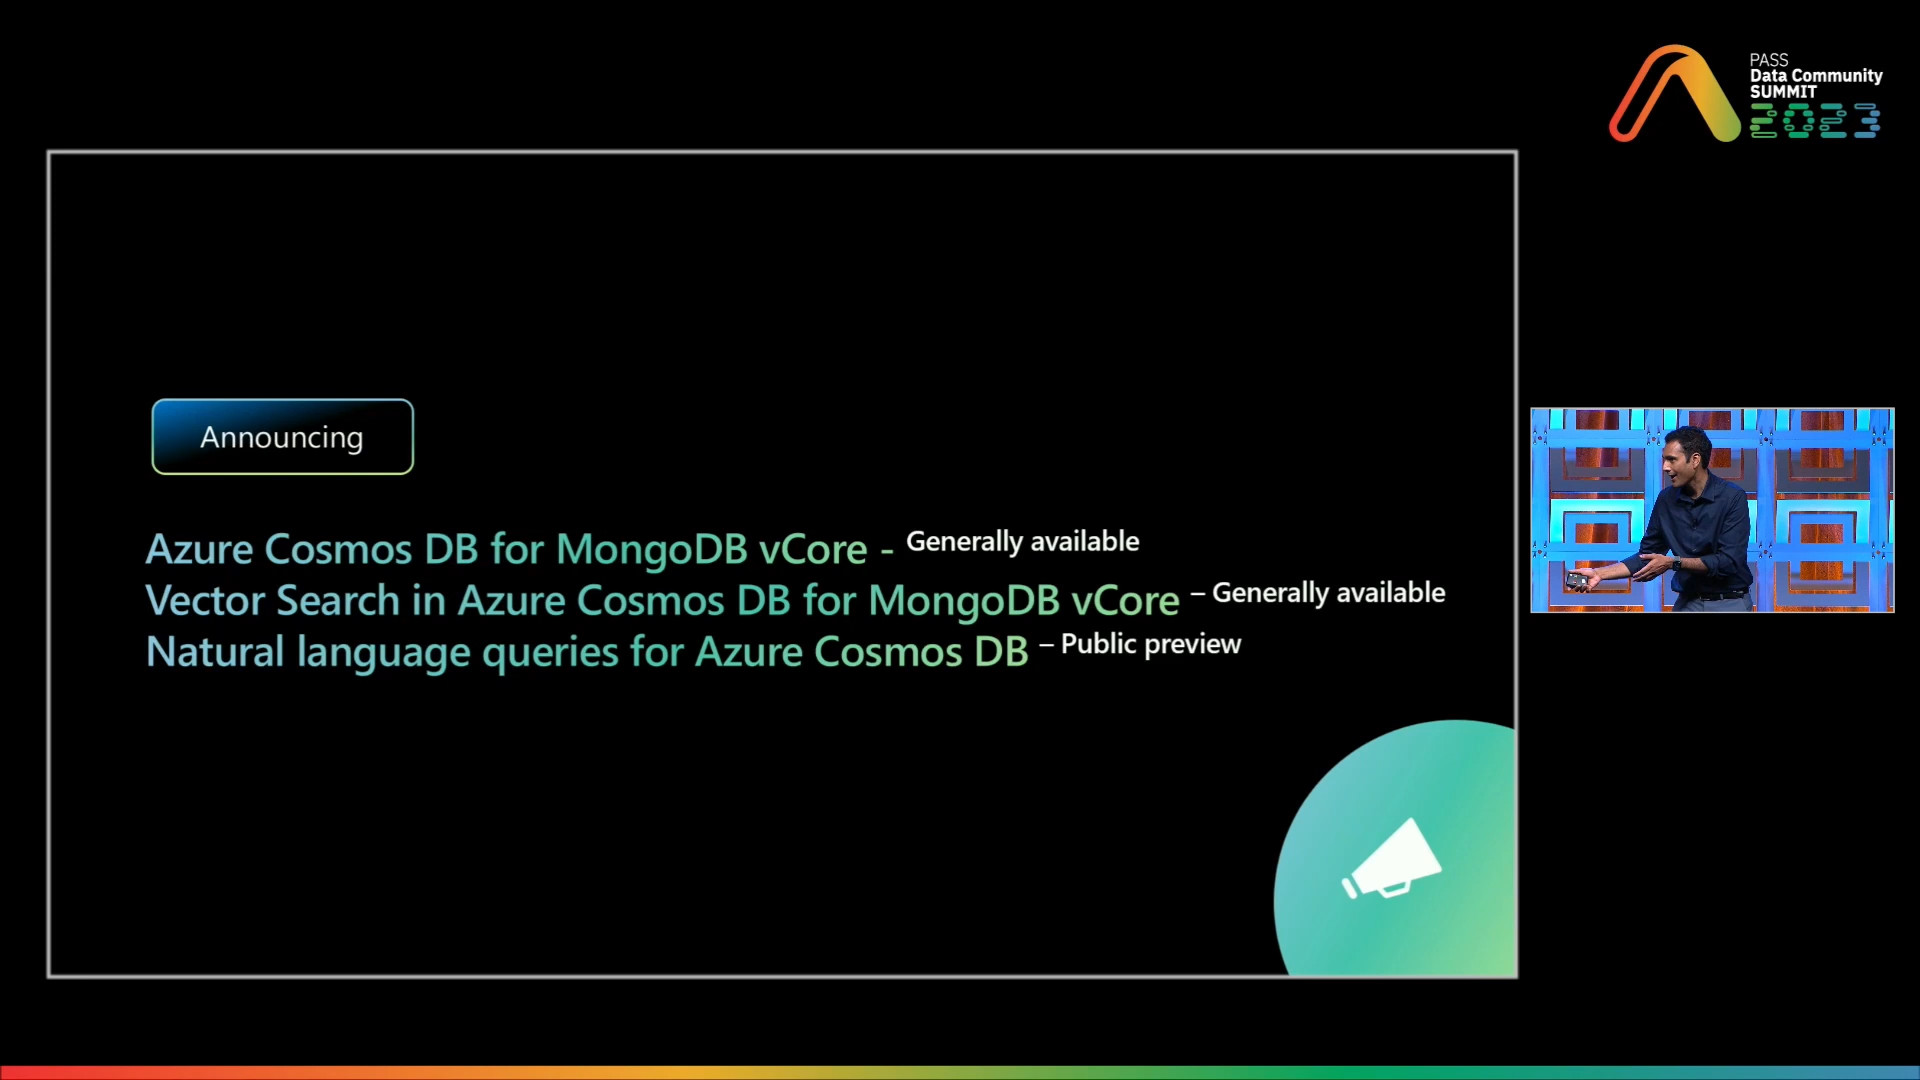 PASS
Data Community
SUMMIT
2023
Announcing
Azure Cosmos DB for MongoDB vCore - Generally available
Vector Search in Azure Cosmos DB for MongoDB vCore – Generally available
Natural language queries for Azure Cosmos DB – Public preview